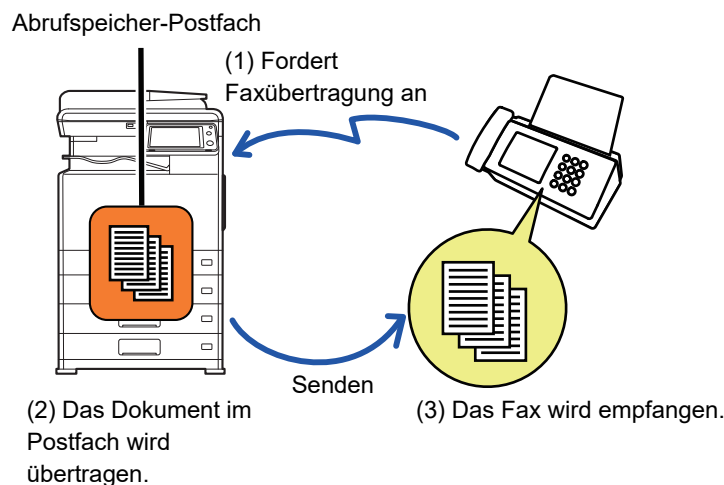 Abrufspeicher-Postfach
(1) Fordert
Faxübertragung an
Senden
(2) Das Dokument im
Postfach wird
übertragen.
(3) Das Fax wird empfangen.